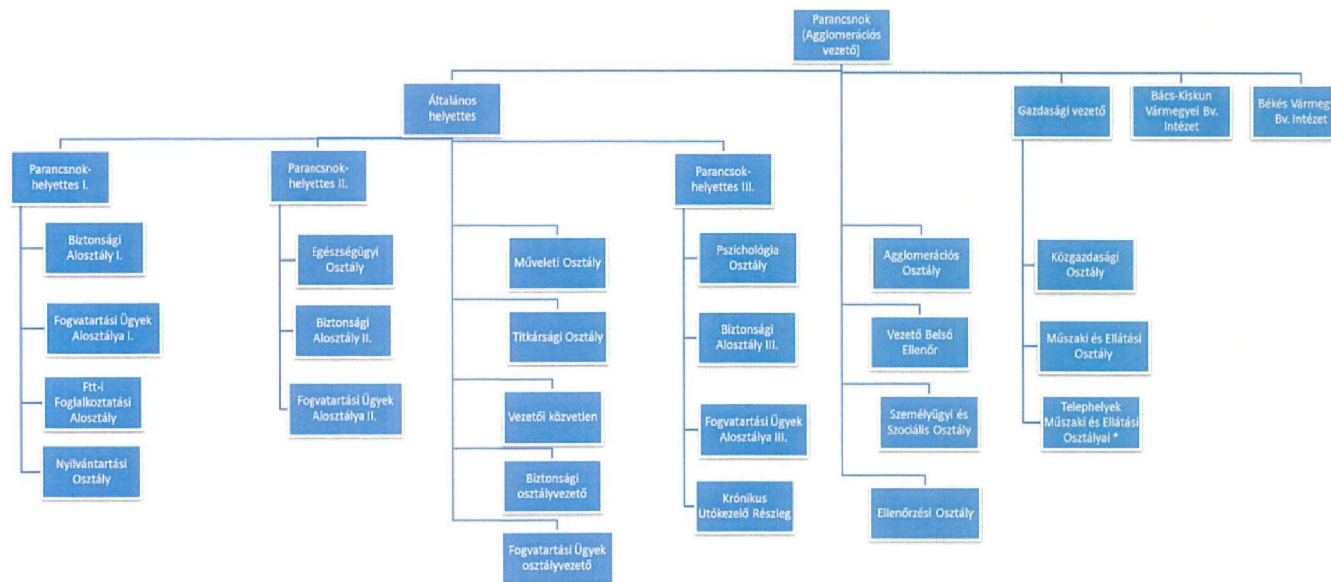 Parancsnok
(Agglomerációs
vezető)
Általános
helyettes
Gazdasági vezető
Bács-Kiskun
Vármegyei Bv.
Intézet
Békés Vármegy
Bv. Intézet
Parancsnok-
helyettes I.
Parancsnok-
helyettes II.
Parancsok-
helyettes III.
Biztonsági
Alosztály I.
Fogvatartási Ügyek
Alosztálya I.
Ftt-i
Foglalkoztatási
Alosztály
Nyilvántartási
Osztály
Egészségügyi
Osztály
Biztonsági
Alosztály II.
Fogvatartási Ügyek
Alosztálya II.
Műveleti Osztály
Titkársági Osztály
Vezetői közvetlen
Biztonsági
osztályvezető
Fogvatartási Ügyek
osztályvezető
Pszichológia
Osztály
Biztonsági
Alosztály III.
Fogvatartási Ügyek
Alosztálya III.
Krónikus
Utókezelő Részleg
Agglomerációs
Osztály
Vezető Belső
Ellenőr
Személyügyi és
Szociális Osztály
Ellenőrzési Osztály
Közgazdasági
Osztály
Műszaki és Ellátási
Osztály
Telephelyek
Műszaki és Ellátási
Osztályai *